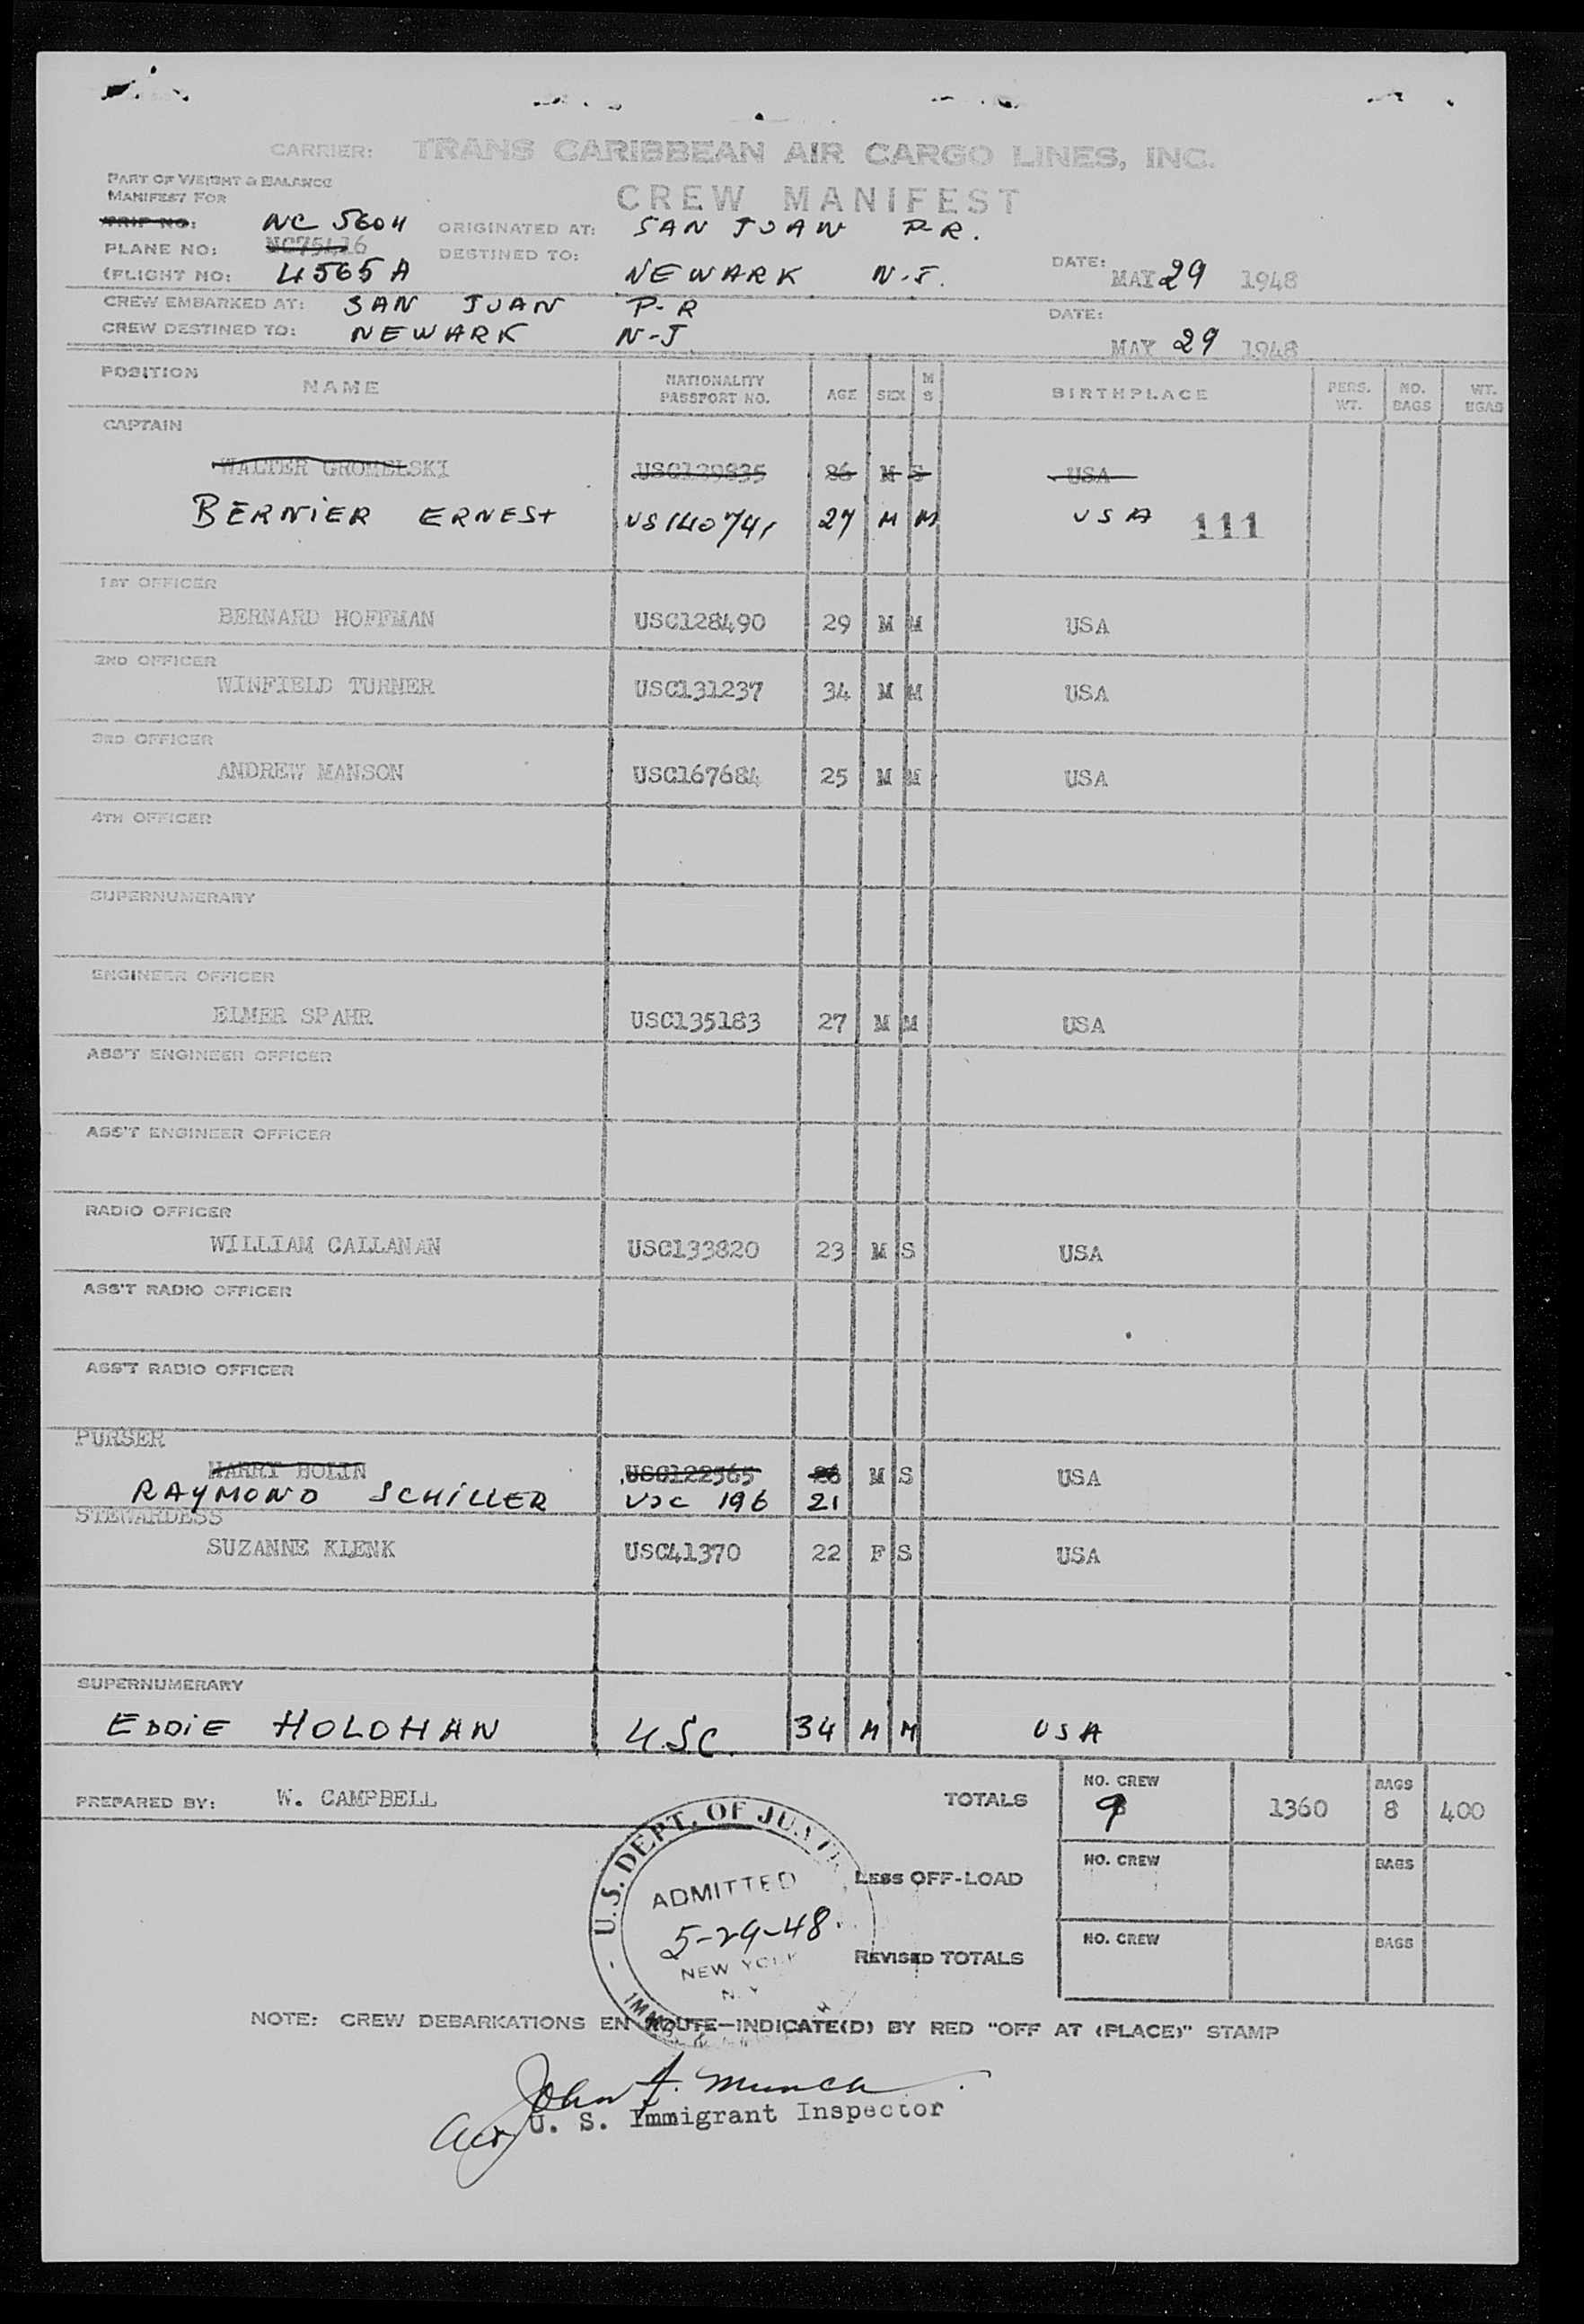 CARRIER: TRANS CARIBBEAN AIR CARGO LINES, INC.
PART OF WEIGHT & BALANCE
MANIFEST FOR
CREW MANIFEST
TRIP NO: NC 5604 ORIGINATED AT: SAN JUAN P.R.
PLANE NO: NC75416 DESTINED TO:
(FLIGHT NO: 4565 A NEWARK N.J. DATE: MAY 29 1948
CREW EMBARKED AT: SAN JUAN P-R
CREW DESTINED TO: NEWARK N-J DATE: MAY 29 1948
POSITION NAME NATIONALITY PASSPORT NO. AGE SEX M S BIRTHPLACE PERS. WT. NO. BAGS WT. BGAS
CAPTAIN
WALTER GROMELSKI USC139835 26 M S USA
BERNIER ERNEST US140741 27 M M USA 111
1ST OFFICER
BERNARD HOFFMAN USC128490 29 M M USA
2ND OFFICER
WINFIELD TURNER USC131237 34 M M USA
3RD OFFICER
ANDREW MANSON USC167684 25 M M USA
4TH OFFICER
SUPERNUMERARY
ENGINEER OFFICER
ELMER SPAHR USC135183 27 M M USA
ASS'T ENGINEER OFFICER
ASS'T ENGINEER OFFICER
RADIO OFFICER
WILLIAM CALLANAN USC133820 23 M S USA
ASS'T RADIO OFFICER
ASS'T RADIO OFFICER
PURSER
HARRY BOLIN USC122565 26 M S USA
RAYMOND SCHILLER USC 196 21
STEWARDESS
SUZANNE KLENK USC41370 22 F S USA
SUPERNUMERARY
EDDIE HOLOHAN U.S.C. 34 M M USA
PREPARED BY: W. CAMPBELL TOTALS NO. CREW 9 1360 BAGS 8 400
LESS OFF-LOAD NO. CREW BAGS
REVISED TOTALS NO. CREW BAGS
U.S. DEPT. OF JUSTICE
ADMITTED
5-29-48.
NEW YORK
N.Y.
NOTE: CREW DEBARKATIONS EN ROUTE—INDICATE(D) BY RED "OFF AT (PLACE)" STAMP
John J. Munch
U. S. Immigrant Inspector